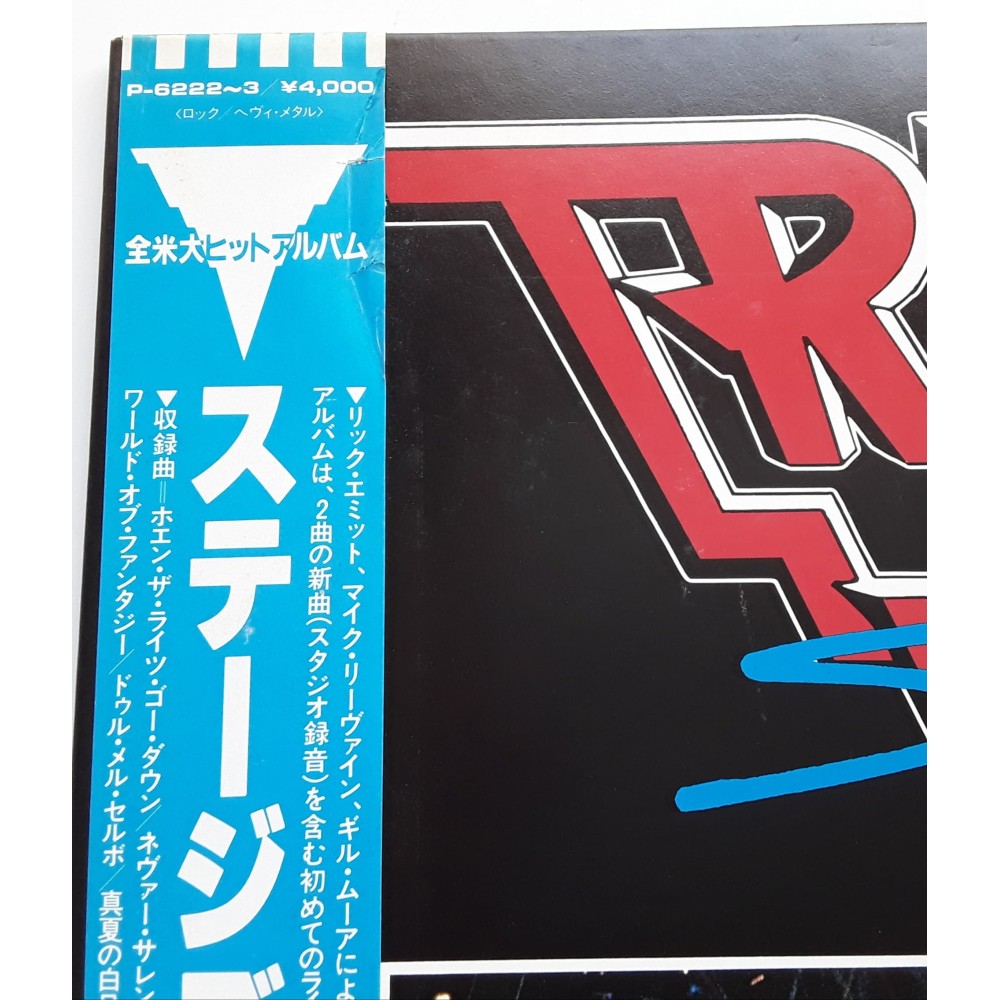 P-6222~3/¥4,000
〈ロック/ヘヴィ・メタル〉
全米大ヒットアルバム
▼リック・エミット、マイク・リーヴァイン、ギル・ムーアによ
アルバムは、2曲の新曲(スタジオ録音)を含む初めてのラ
ステージ
▼収録曲=ホエン・ザ・ライツ・ゴー・ダウン/ネヴァー・サレン
ワールド・オブ・ファンタジー/ドゥル・メル・セルボ/真夏の白
TR